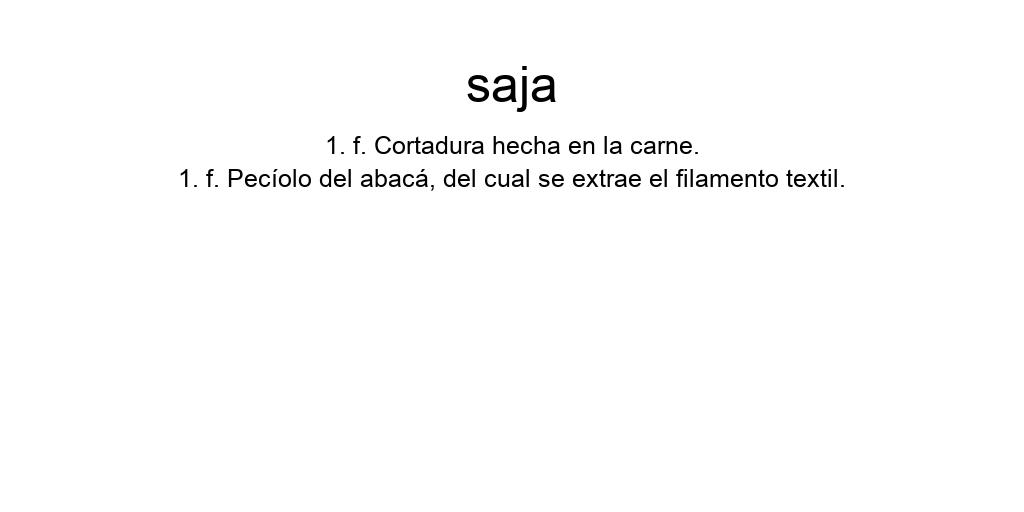 saja
1. f. Cortadura hecha en la carne.
1. f. Pecíolo del abacá, del cual se extrae el filamento textil.